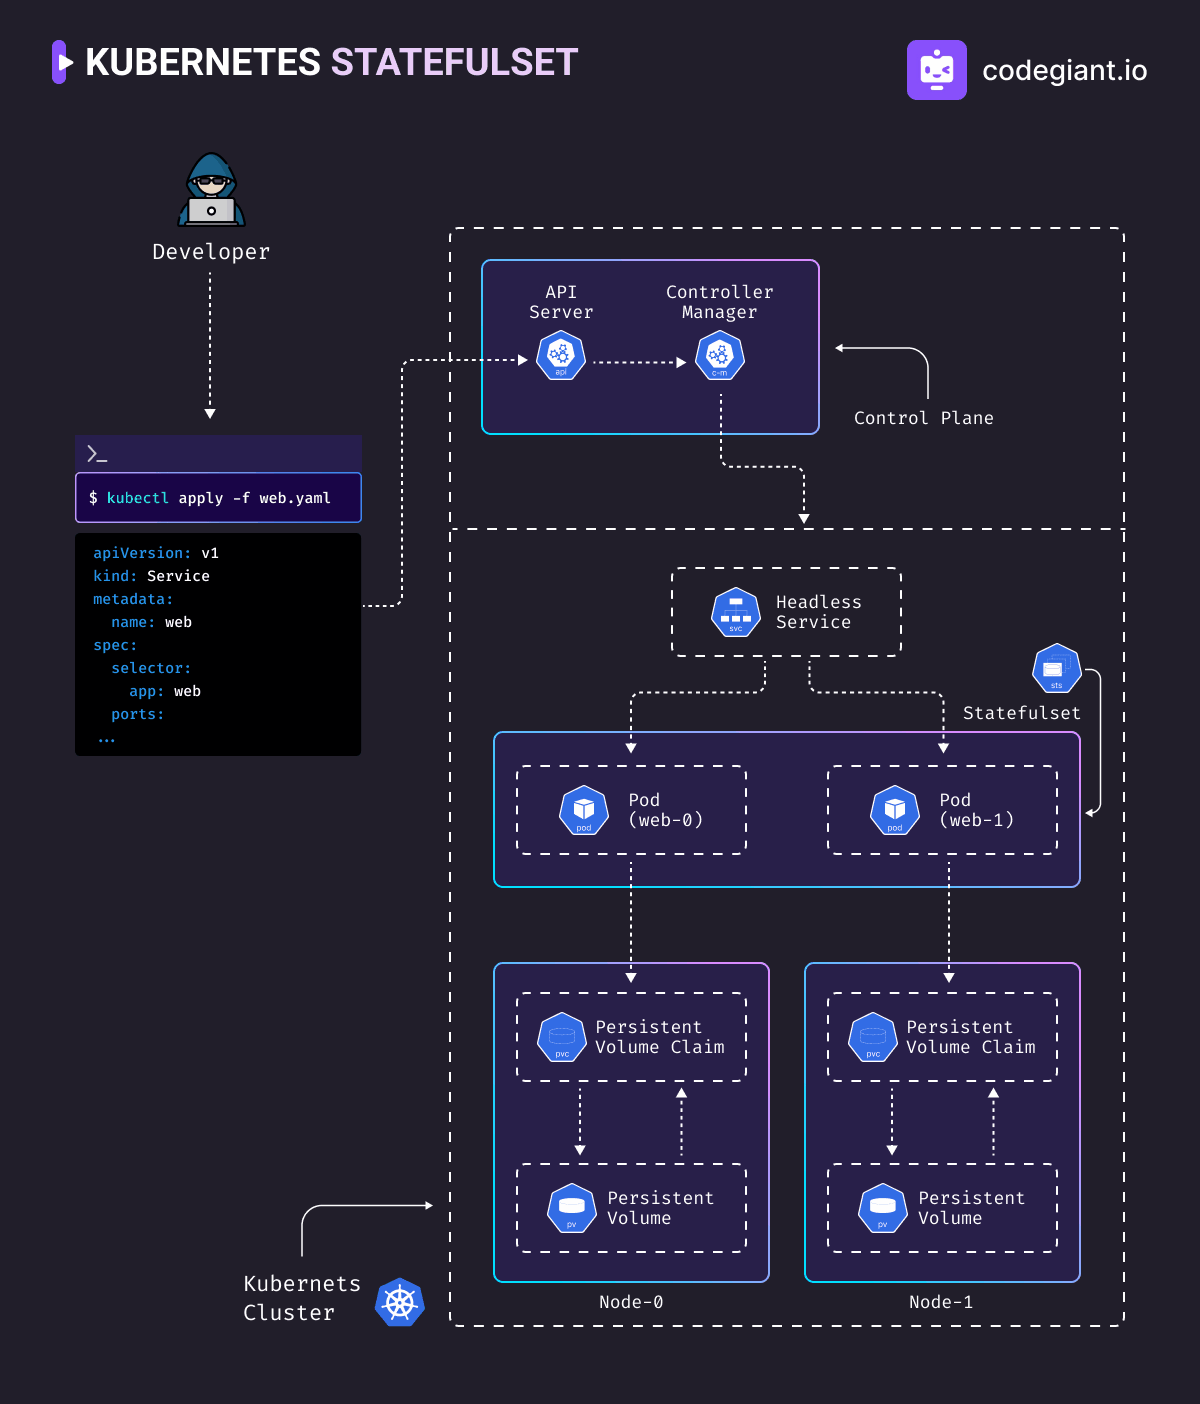 KUBERNETES STATEFULSET
codegiant.io
Developer
$ kubectl apply -f web.yaml
apiVersion: v1
kind: Service
metadata:
name: web
spec:
selector:
app: web
ports:
...
API
Server
api
Controller
Manager
c-m
Control Plane
Headless
Service
svc
sts
Statefulset
Pod
(web-0)
pod
Pod
(web-1)
pod
Persistent
Volume Claim
pvc
Persistent
Volume Claim
pvc
Persistent
Volume
pv
Persistent
Volume
pv
Node-0
Node-1
Kubernets
Cluster